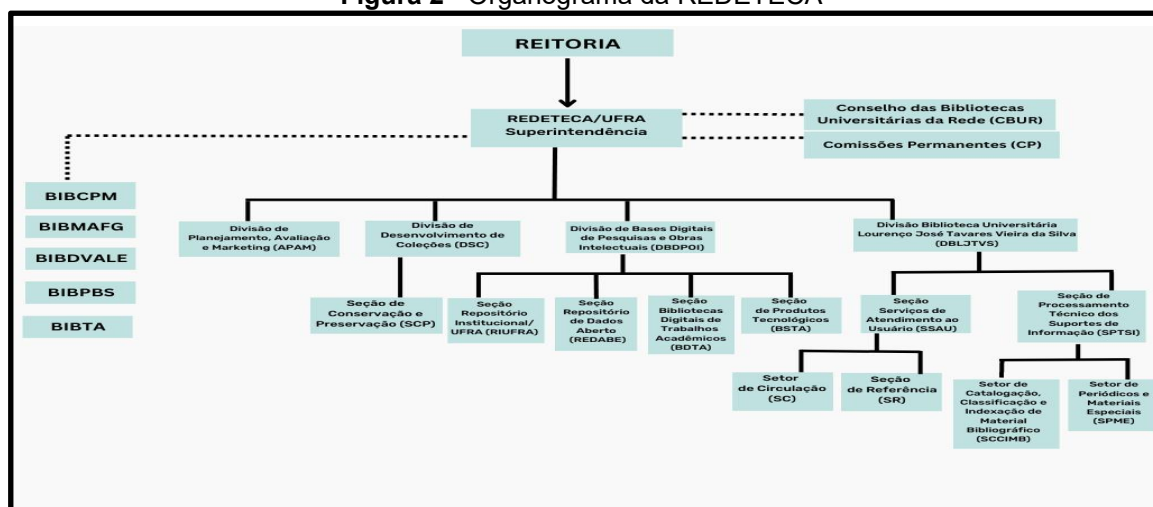 Figura 2 - Organograma da REDETECA
REITORIA
REDETECA/UFRA
Superintendência
Conselho das Bibliotecas
Universitárias da Rede (CBUR)
Comissões Permanentes (CP)
BIBCPM
BIBMAFG
BIBDVALE
BIBPBS
BIBTA
Divisão de
Planejamento, Avaliação
e Marketing (APAM)
Divisão de
Desenvolvimento de
Coleções (DSC)
Divisão de Bases Digitais
de Pesquisas e Obras
Intelectuais (DBDPOI)
Divisão Biblioteca Universitária
Lourenço José Tavares Vieira da Silva
(DBLJTVS)
Seção de
Conservação e
Preservação (SCP)
Seção
Repositório
Institucional/
UFRA (RIUFRA)
Seção
Repositório
de Dados
Aberto
(REDABE)
Seção
Bibliotecas
Digitais de
Trabalhos
Acadêmicos
(BDTA)
Seção
de Produtos
Tecnológicos
(BSTA)
Seção
Serviços de
Atendimento ao
Usuário (SSAU)
Seção de
Processamento
Técnico dos
Suportes de
Informação (SPTSI)
Setor
de Circulação
(SC)
Seção
de Referência
(SR)
Setor de
Catalogação,
Classificação e
Indexação de
Material
Bibliográfico
(SCCIMB)
Setor de
Periódicos e
Materiais
Especiais
(SPME)